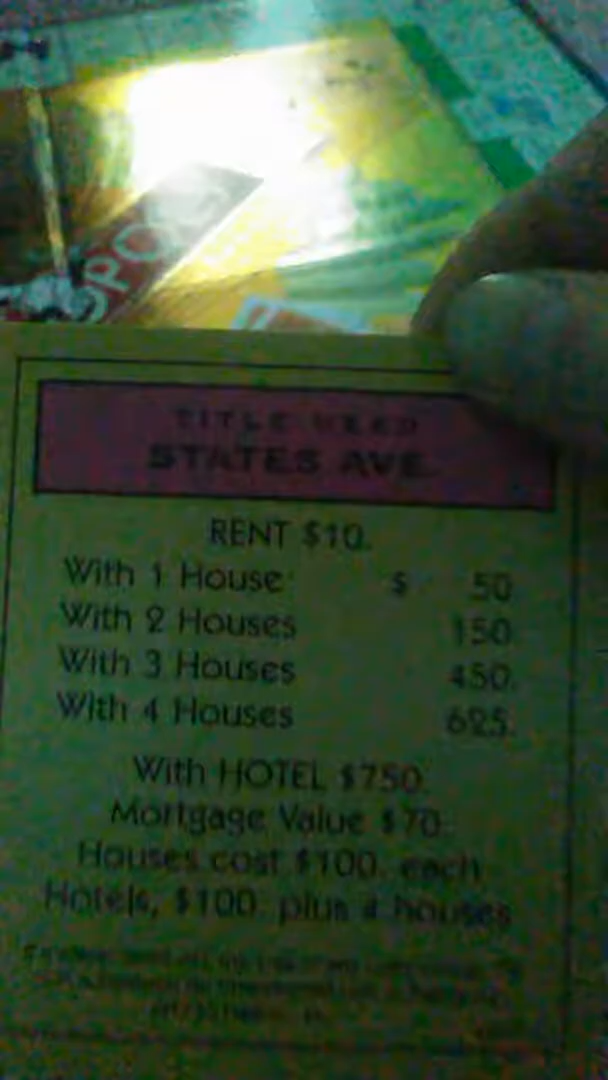 OPO
TITLE DEED
STATES AVE.
RENT $10.
With 1 House $ 50.
With 2 Houses 150.
With 3 Houses 450.
With 4 Houses 625.
With HOTEL $750.
Mortgage Value $70.
Houses cost $100. each
Hotels, $100. plus 4 houses